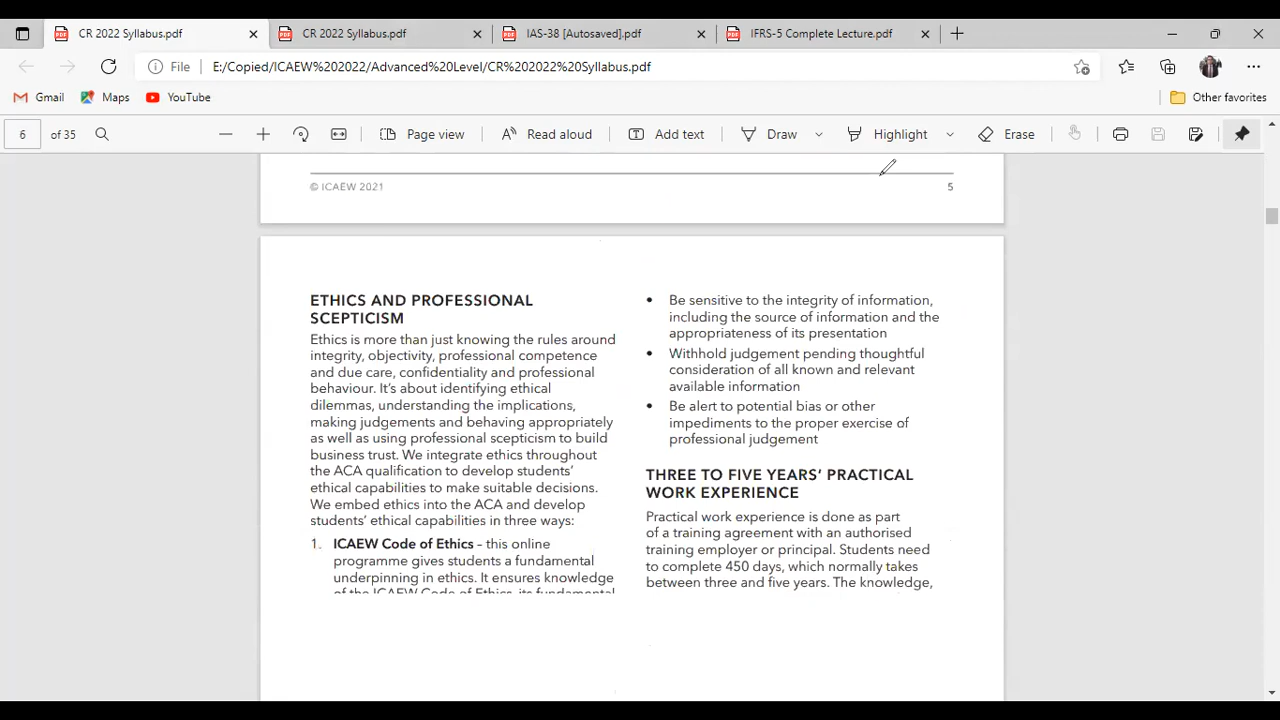 CR 2022 Syllabus.pdf
CR 2022 Syllabus.pdf
IAS-38 [Autosaved].pdf
IFRS-5 Complete Lecture.pdf
File
E:/Copied/ICAEW%202022/Advanced%20Level/CR%202022%20Syllabus.pdf
Gmail
Maps
YouTube
Other favorites
6 of 35
Page view
Read aloud
Add text
Draw
Highlight
Erase
© ICAEW 2021
5
ETHICS AND PROFESSIONAL
SCEPTICISM
Ethics is more than just knowing the rules around
integrity, objectivity, professional competence
and due care, confidentiality and professional
behaviour. It's about identifying ethical
dilemmas, understanding the implications,
making judgements and behaving appropriately
as well as using professional scepticism to build
business trust. We integrate ethics throughout
the ACA qualification to develop students'
ethical capabilities to make suitable decisions.
We embed ethics into the ACA and develop
students' ethical capabilities in three ways:
1. ICAEW Code of Ethics – this online
programme gives students a fundamental
underpinning in ethics. It ensures knowledge
of the ICAEW Code of Ethics, its fundamental
• Be sensitive to the integrity of information,
including the source of information and the
appropriateness of its presentation
• Withhold judgement pending thoughtful
consideration of all known and relevant
available information
• Be alert to potential bias or other
impediments to the proper exercise of
professional judgement
THREE TO FIVE YEARS' PRACTICAL
WORK EXPERIENCE
Practical work experience is done as part
of a training agreement with an authorised
training employer or principal. Students need
to complete 450 days, which normally takes
between three and five years. The knowledge,